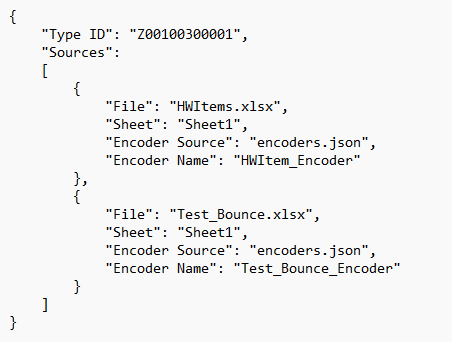 {
    "Type ID": "Z00100300001",
    "Sources":
    [
        {
            "File": "HWItems.xlsx",
            "Sheet": "Sheet1",
            "Encoder Source": "encoders.json",
            "Encoder Name": "HWItem_Encoder"
        },
        {
            "File": "Test_Bounce.xlsx",
            "Sheet": "Sheet1",
            "Encoder Source": "encoders.json",
            "Encoder Name": "Test_Bounce_Encoder"
        }
    ]
}